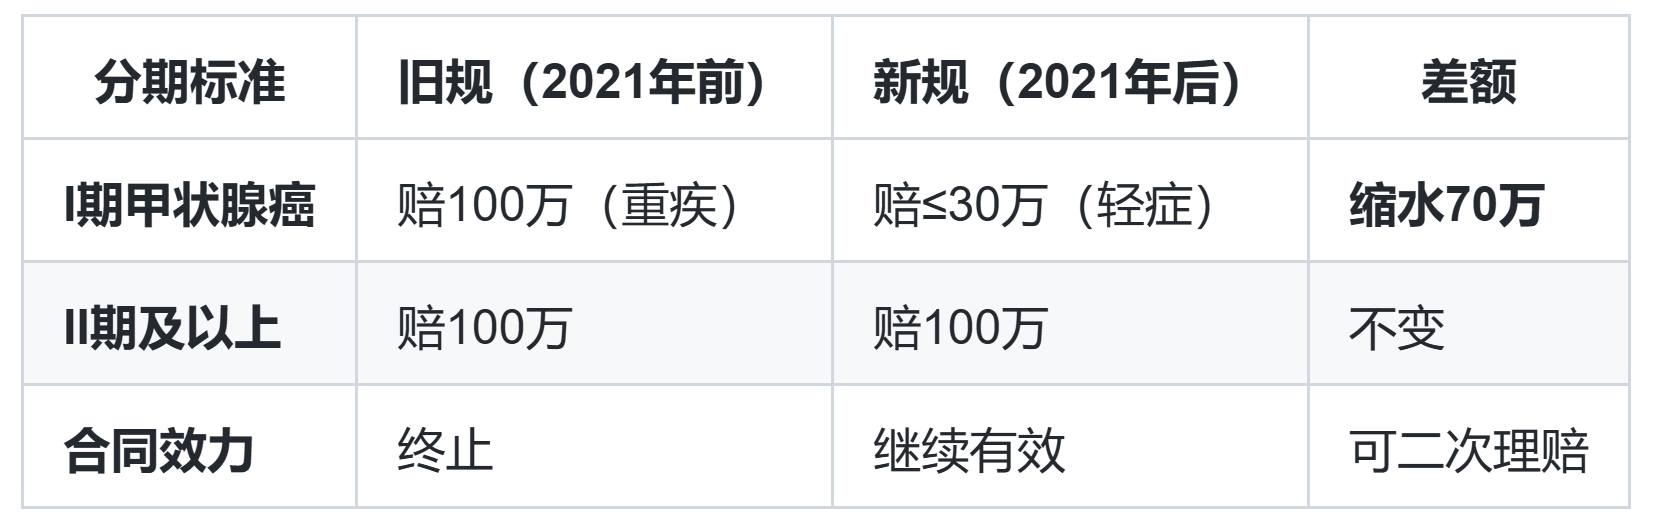 分期标准 旧规（2021年前） 新规（2021年后） 差额
I期甲状腺癌 赔100万（重疾） 赔≤30万（轻症） 缩水70万
II期及以上 赔100万 赔100万 不变
合同效力 终止 继续有效 可二次理赔